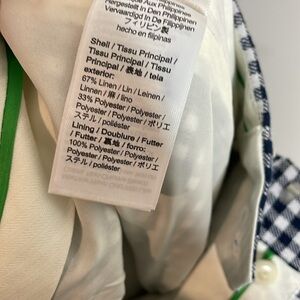 Aux Philippines
Hergestellt in Den Philippinen
Vervaardigd In De Filippijnen
フィリピン製
hecho en filipinas
Shell / Tissu Principal /
Tissu Principal / Tissu
Principal / 表地 / tela
exterior:
67% Linen / Lin / Leinen /
Linnen / 麻 / lino
33% Polyester / Polyester /
Polyester / Polyester / ポリエ
ステル / poliéster
Lining / Doublure / Futter
/ Futter / 裏地 / forro:
100% Polyester / Polyester /
Polyester / Polyester / ポリエ
ステル / poliéster